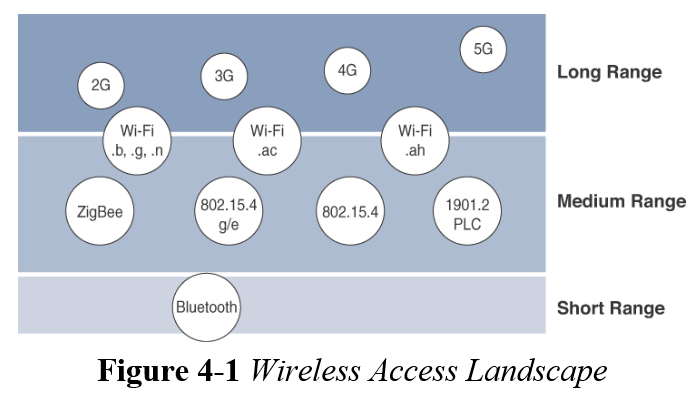 2G
3G
4G
5G
Long Range
Wi-Fi
.b, .g, .n
Wi-Fi
.ac
Wi-Fi
.ah
ZigBee
802.15.4
g/e
802.15.4
1901.2
PLC
Medium Range
Bluetooth
Short Range
Figure 4-1 Wireless Access Landscape